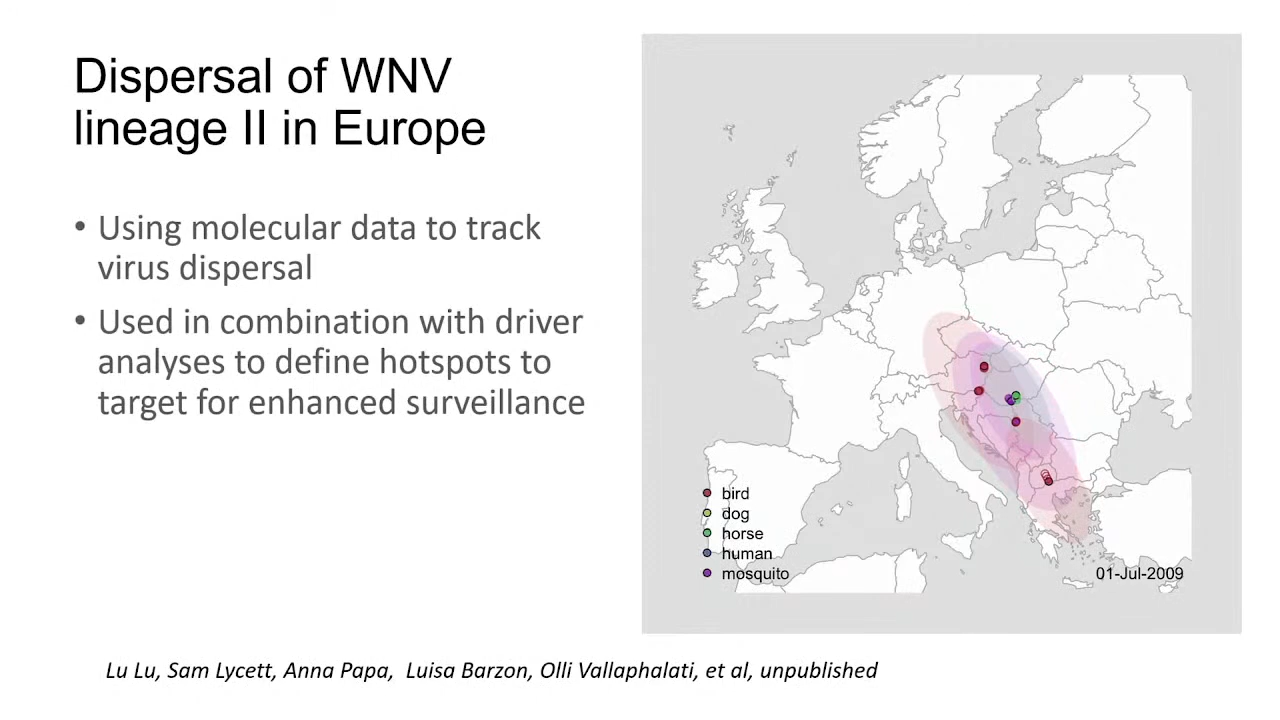 Dispersal of WNV
lineage II in Europe
• Using molecular data to track
virus dispersal
• Used in combination with driver
analyses to define hotspots to
target for enhanced surveillance
bird
dog
horse
human
mosquito
01-Jul-2009
Lu Lu, Sam Lycett, Anna Papa, Luisa Barzon, Olli Vallaphalati, et al, unpublished